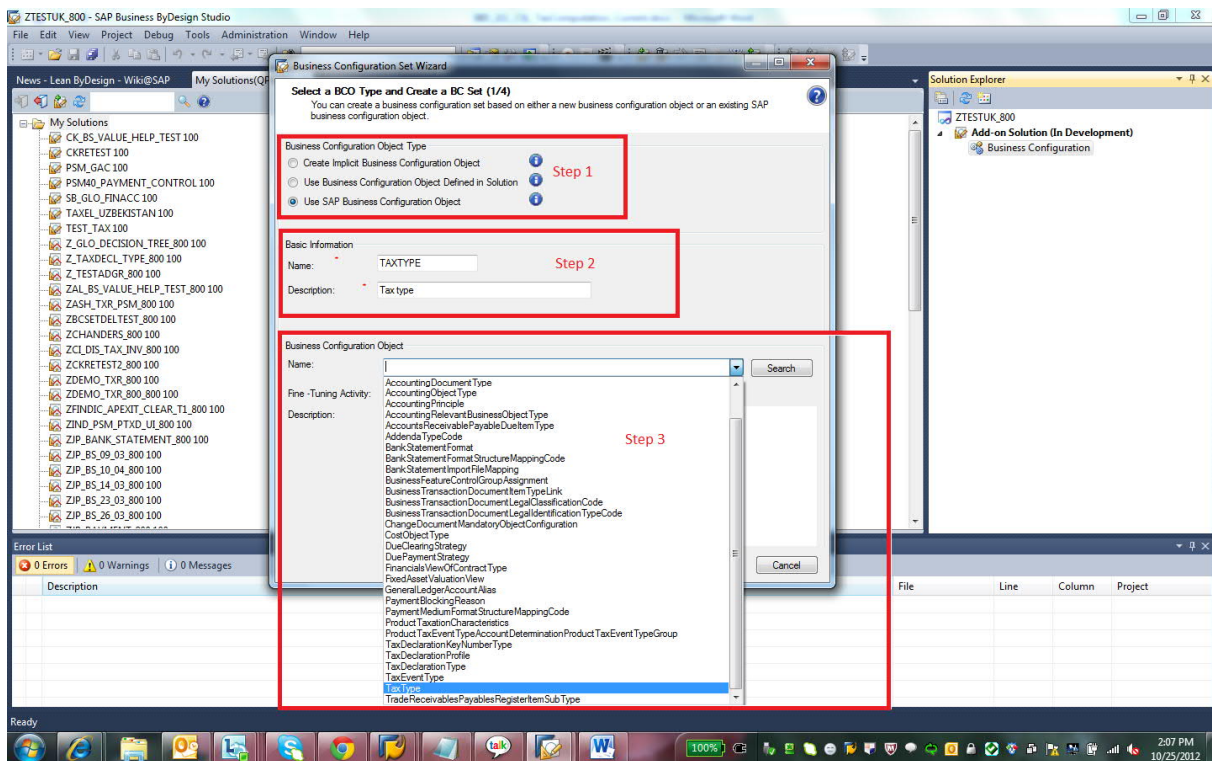 ZTESTUK_800 - SAP Business ByDesign Studio
File Edit View Project Debug Tools Administration Window Help
News - Lean ByDesign - Wiki@SAP My Solutions(QP
My Solutions
CK_BS_VALUE_HELP_TEST 100
CKRETEST 100
PSM_GAC 100
PSM40_PAYMENT_CONTROL 100
SB_GLO_FINACC 100
TAXEL_UZBEKISTAN 100
TEST_TAX 100
Z_GLO_DECISION_TREE_800 100
Z_TAXDECL_TYPE_800 100
Z_TESTADGR_800 100
ZAL_BS_VALUE_HELP_TEST_800 100
ZASH_TXR_PSM_800 100
ZBCSETDELTEST_800 100
ZCHANDERS_800 100
ZCI_DIS_TAX_INV_800 100
ZCKRETEST2_800 100
ZDEMO_TXR_800 100
ZDEMO_TXR_800_800 100
ZFINDIC_APEXIT_CLEAR_T1_800 100
ZIND_PSM_PTXD_UI_800 100
ZJP_BANK_STATEMENT_800 100
ZJP_BS_09_03_800 100
ZJP_BS_10_04_800 100
ZJP_BS_14_03_800 100
ZJP_BS_23_03_800 100
ZJP_BS_26_03_800 100
Business Configuration Set Wizard
Select a BCO Type and Create a BC Set (1/4)
You can create a business configuration set based on either a new business configuration object or an existing SAP
business configuration object.
Business Configuration Object Type
Create Implicit Business Configuration Object
Use Business Configuration Object Defined in Solution
Use SAP Business Configuration Object
Step 1
Basic Information
Name: * TAXTYPE
Description: * Tax type
Step 2
Business Configuration Object
Name: Search
Fine -Tuning Activity:
Description:
AccountingDocumentType
AccountingObjectType
AccountingPrinciple
AccountingRelevantBusinessObjectType
AccountsReceivablePayableDueItemType
AddendaTypeCode
BankStatementFormat
BankStatementFormatStructureMappingCode
BankStatementImportFileMapping
BusinessFeatureControlGroupAssignment
BusinessTransactionDocumentItemTypeLink
BusinessTransactionDocumentLegalClassificationCode
BusinessTransactionDocumentLegalIdentificationTypeCode
ChangeDocumentMandatoryObjectConfiguration
CostObjectType
DueClearingStrategy
DuePaymentStrategy
FinancialsViewOfContractType
FixedAssetValuationView
GeneralLedgerAccountAlias
PaymentBlockingReason
PaymentMediumFormatStructureMappingCode
ProductTaxationCharacteristics
ProductTaxEventTypeAccountDeterminationProductTaxEventTypeGroup
TaxDeclarationKeyNumberType
TaxDeclarationProfile
TaxDeclarationType
TaxEventType
TaxType
TradeReceivablesPayablesRegisterItemSubType
Step 3
Cancel
Solution Explorer
ZTESTUK_800
Add-on Solution (In Development)
Business Configuration
Error List
0 Errors 0 Warnings 0 Messages
Description File Line Column Project
Ready
talk
100%
2:07 PM
10/25/2012